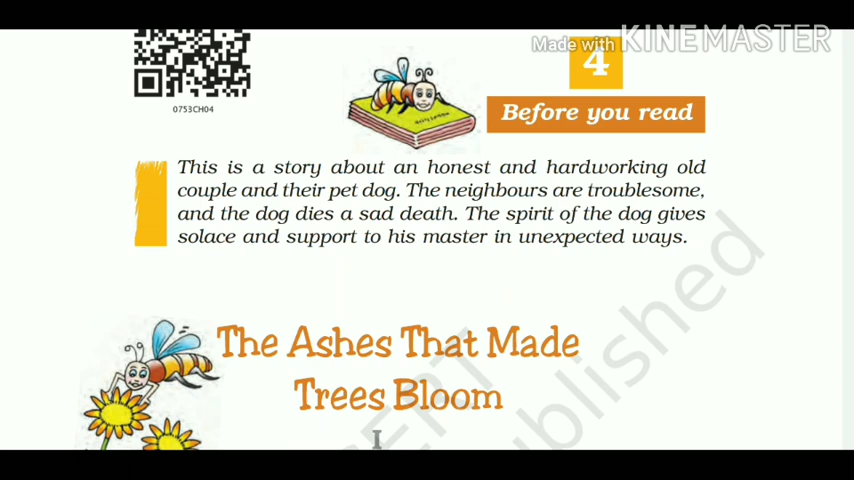 Made with KINEMASTER
4
0753CH04
Before you read
This is a story about an honest and hardworking old
couple and their pet dog. The neighbours are troublesome,
and the dog dies a sad death. The spirit of the dog gives
solace and support to his master in unexpected ways.
The Ashes That Made
Trees Bloom